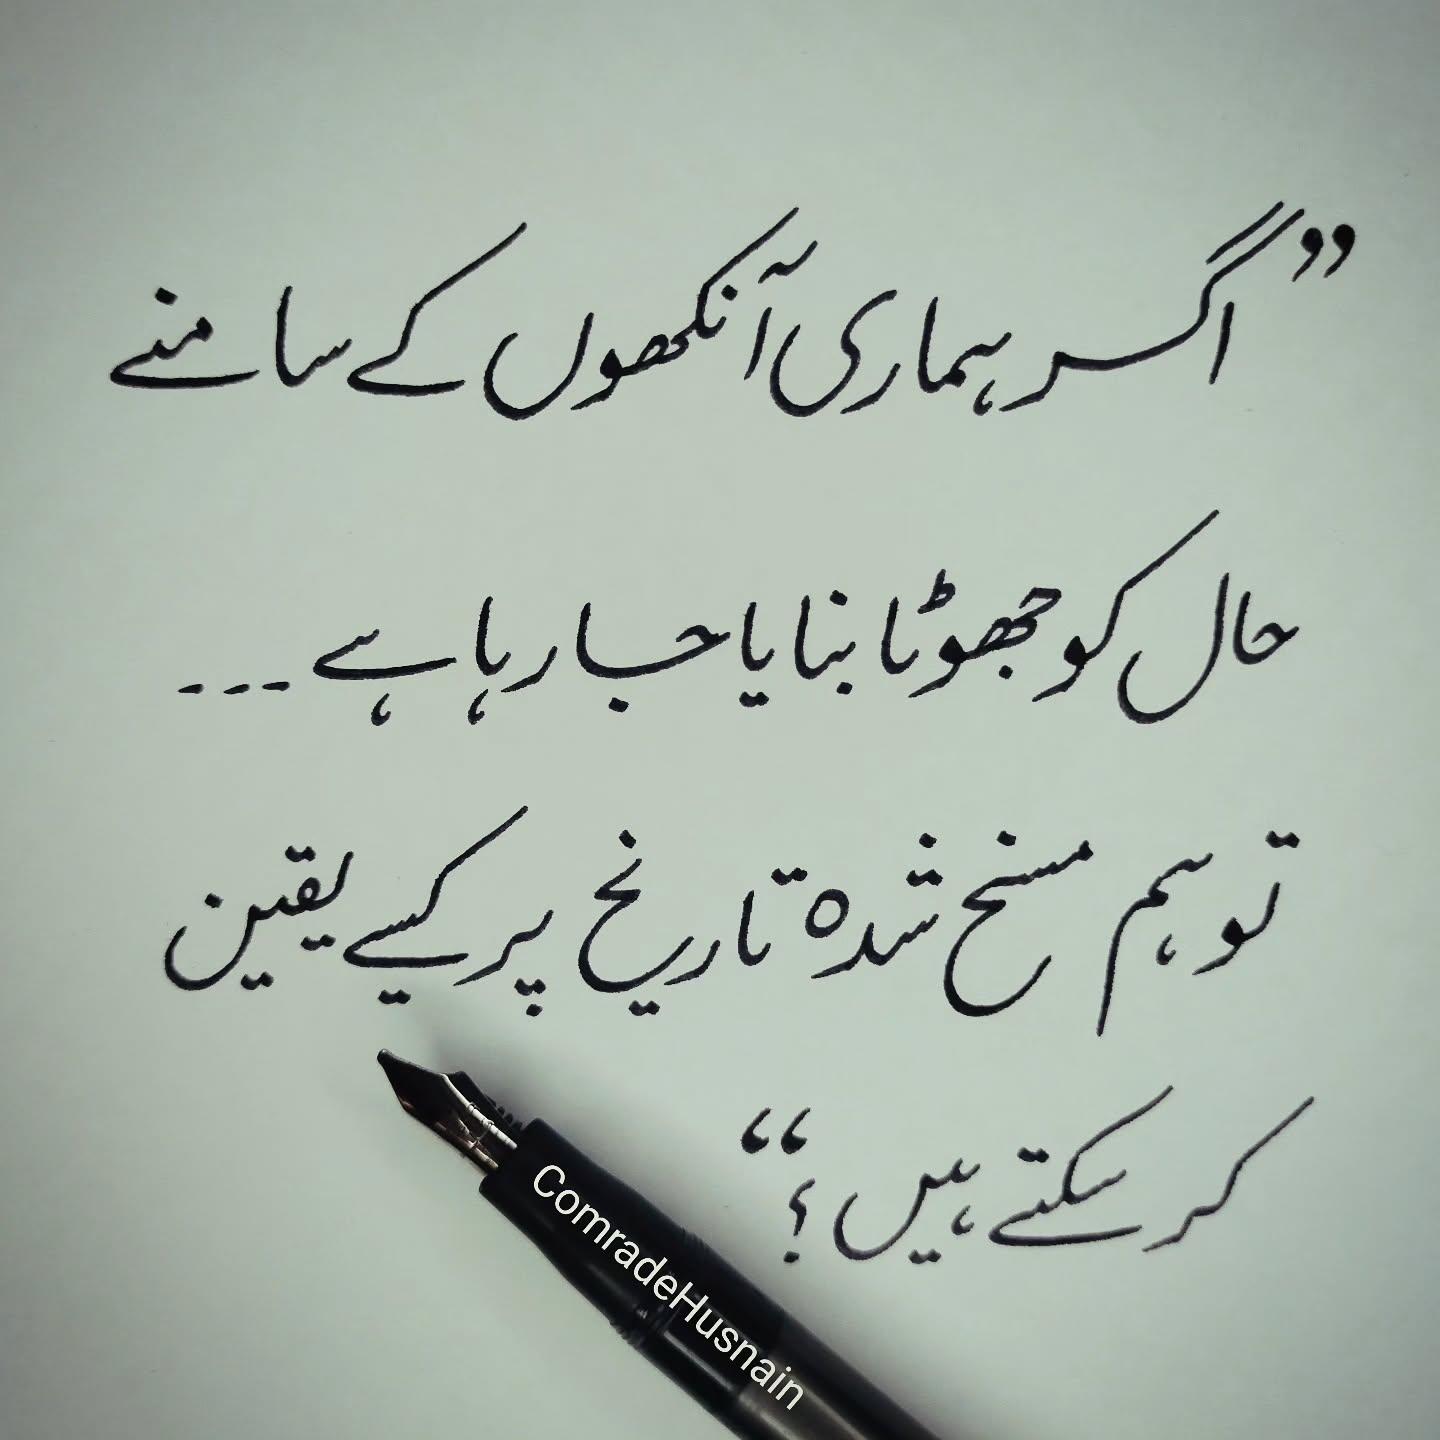 ”اگر ہماری آنکھوں کے سامنے
حال کو جھوٹا بنایا جا رہا ہے ---
تو ہم مسخ شدہ تاریخ پر کیسے یقین
کر سکتے ہیں؟“
ComradeHusnain